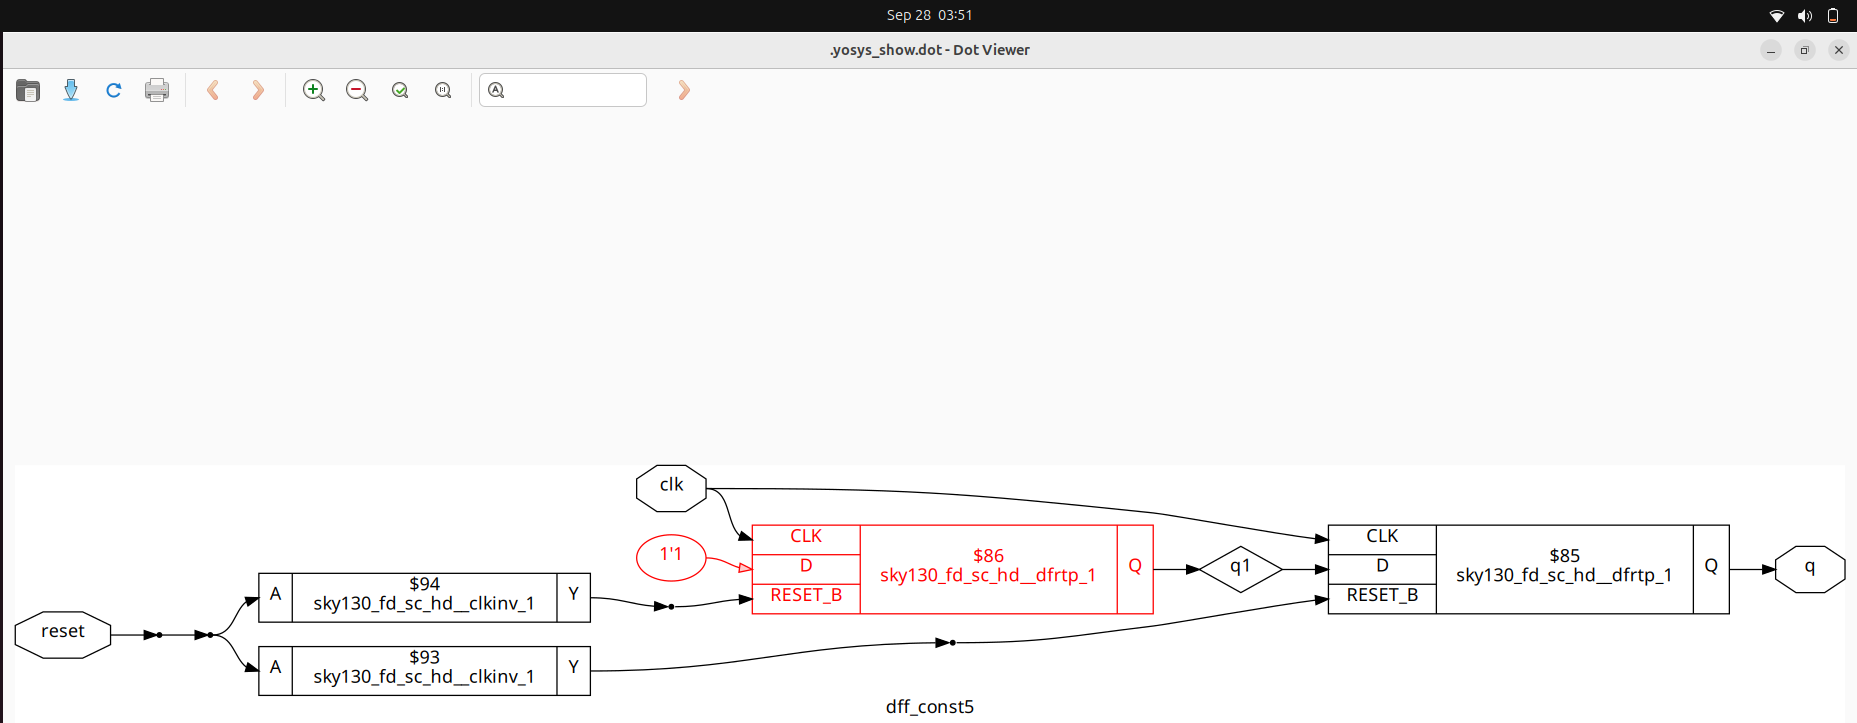 Sep 28 03:51
.yosys_show.dot - Dot Viewer
clk
1'1
CLK
D
RESET_B
$86
sky130_fd_sc_hd__dfrtp_1
Q
q1
CLK
D
RESET_B
$85
sky130_fd_sc_hd__dfrtp_1
Q
q
reset
A
$94
sky130_fd_sc_hd__clkinv_1
Y
A
$93
sky130_fd_sc_hd__clkinv_1
Y
dff_const5